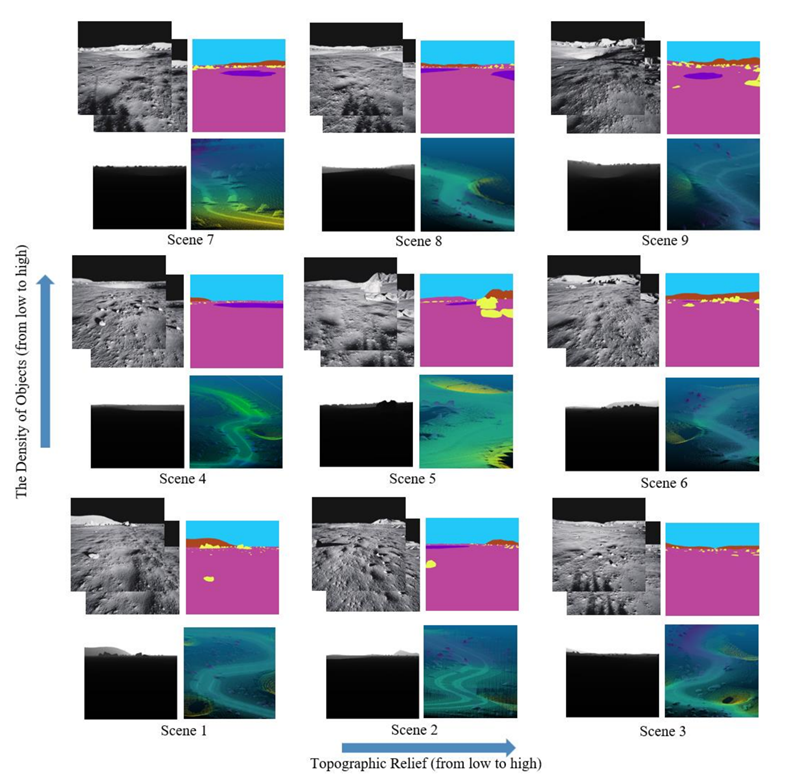 Scene 7
Scene 8
Scene 9
The Density of Objects (from low to high)
Scene 4
Scene 5
Scene 6
Scene 1
Scene 2
Scene 3
Topographic Relief (from low to high)